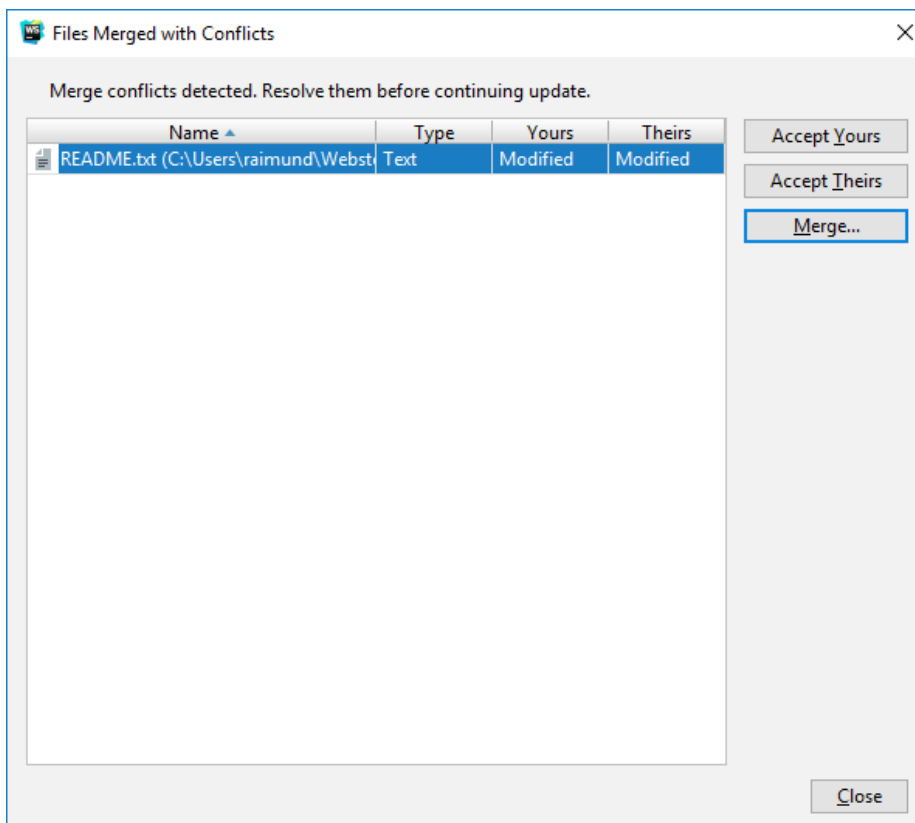 WS Files Merged with Conflicts
Merge conflicts detected. Resolve them before continuing update.
Name Type Yours Theirs
README.txt (C:\Users\raimund\Webst Text Modified Modified
Accept Yours
Accept Theirs
Merge...
Close